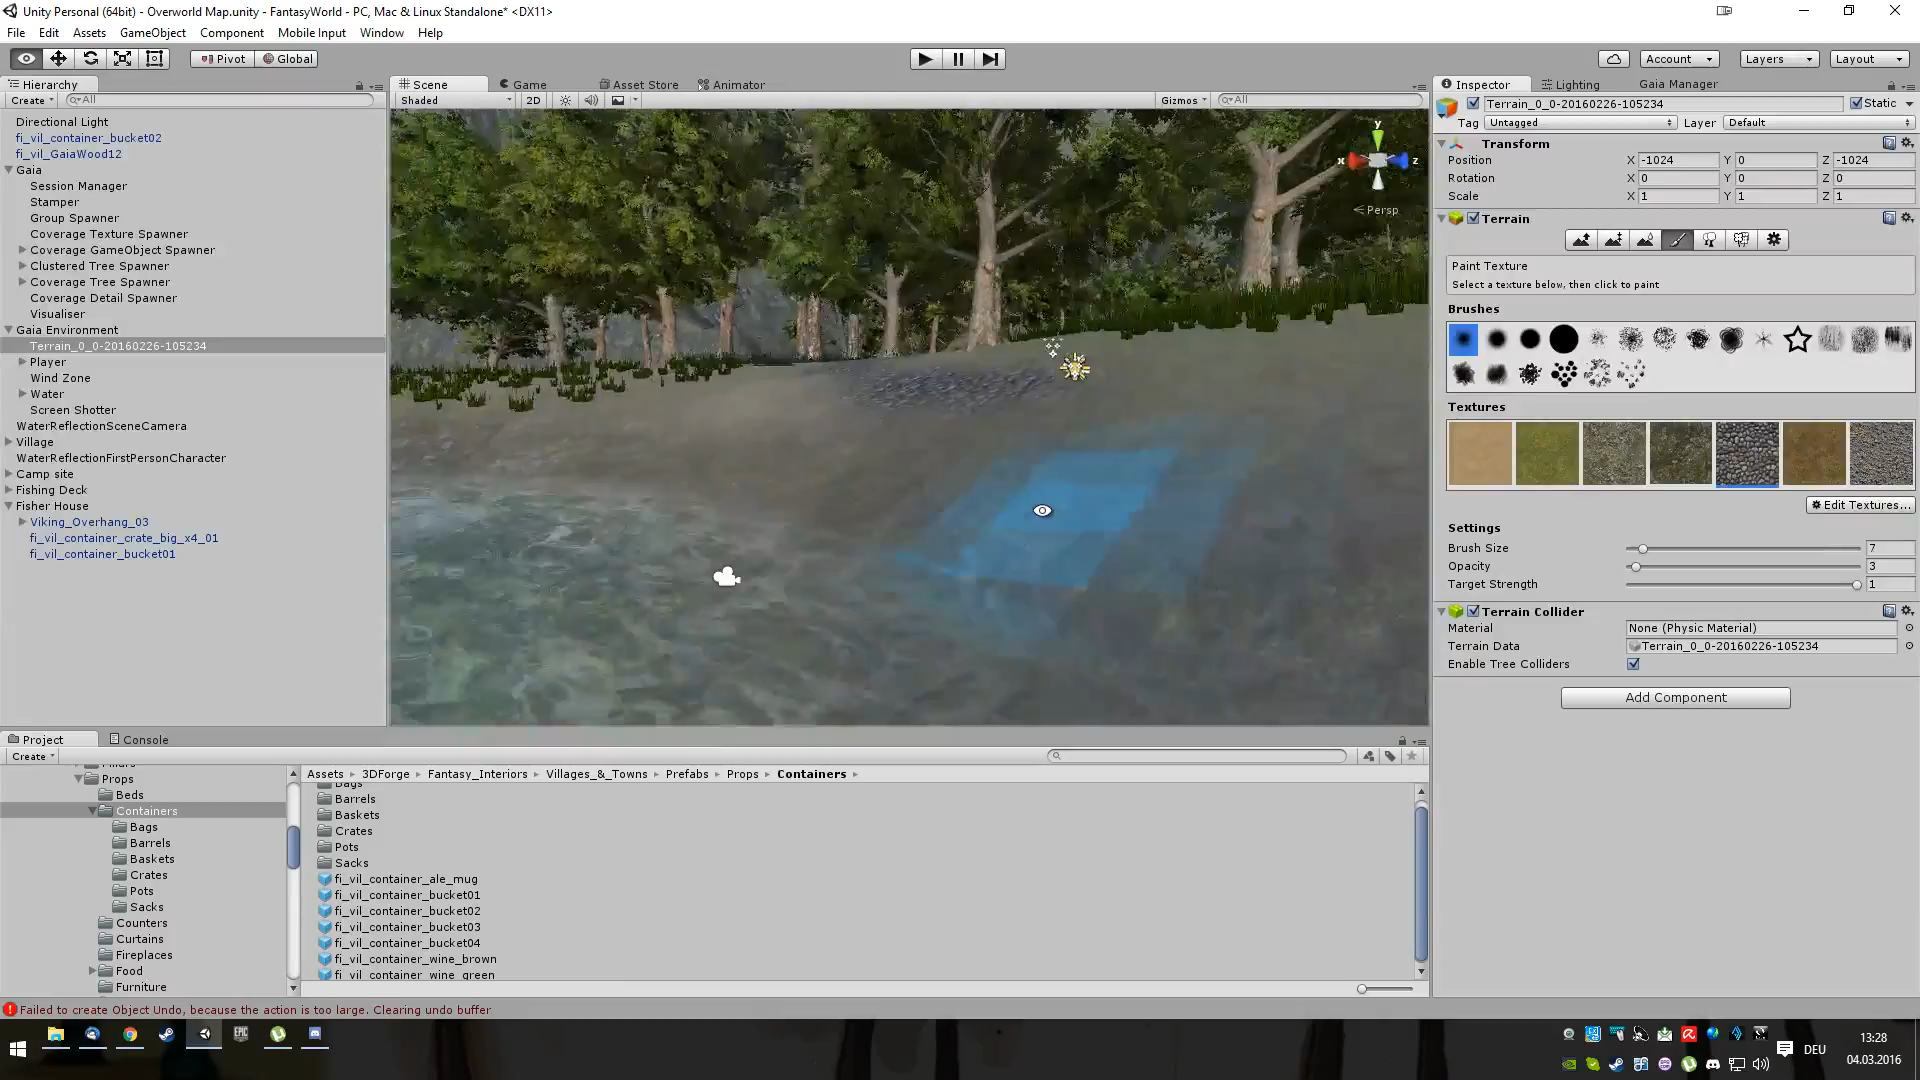 Unity Personal (64bit) - Overworld Map.unity - FantasyWorld - PC, Mac & Linux Standalone* <DX11>
File Edit Assets GameObject Component Mobile Input Window Help
Pivot Global Account Layers Layout
Hierarchy
Create All
Directional Light
fi_vil_container_bucket02
fi_vil_GaiaWood12
Gaia
Session Manager
Stamper
Group Spawner
Coverage Texture Spawner
Coverage GameObject Spawner
Clustered Tree Spawner
Coverage Tree Spawner
Coverage Detail Spawner
Visualiser
Gaia Environment
Terrain_0_0-20160226-105234
Player
Wind Zone
Water
Screen Shotter
WaterReflectionSceneCamera
Village
WaterReflectionFirstPersonCharacter
Camp site
Fishing Deck
Fisher House
Viking_Overhang_03
fi_vil_container_crate_big_x4_01
fi_vil_container_bucket01
Scene Game Asset Store Animator
Shaded 2D Gizmos All
y
x z
Persp
Inspector Lighting Gaia Manager
Terrain_0_0-20160226-105234 Static
Tag Untagged Layer Default
Transform
Position X -1024 Y 0 Z -1024
Rotation X 0 Y 0 Z 0
Scale X 1 Y 1 Z 1
Terrain
Paint Texture
Select a texture below, then click to paint
Brushes
Textures
Edit Textures...
Settings
Brush Size 7
Opacity 3
Target Strength 1
Terrain Collider
Material None (Physic Material)
Terrain Data Terrain_0_0-20160226-105234
Enable Tree Colliders
Add Component
Project Console
Create
Props
Beds
Containers
Bags
Barrels
Baskets
Crates
Pots
Sacks
Counters
Curtains
Fireplaces
Food
Furniture
Assets 3DForge Fantasy_Interiors Villages_&_Towns Prefabs Props Containers
Bags
Barrels
Baskets
Crates
Pots
Sacks
fi_vil_container_ale_mug
fi_vil_container_bucket01
fi_vil_container_bucket02
fi_vil_container_bucket03
fi_vil_container_bucket04
fi_vil_container_wine_brown
fi_vil_container_wine_green
Failed to create Object Undo, because the action is too large. Clearing undo buffer
EPIC
DEU
13:28
04.03.2016